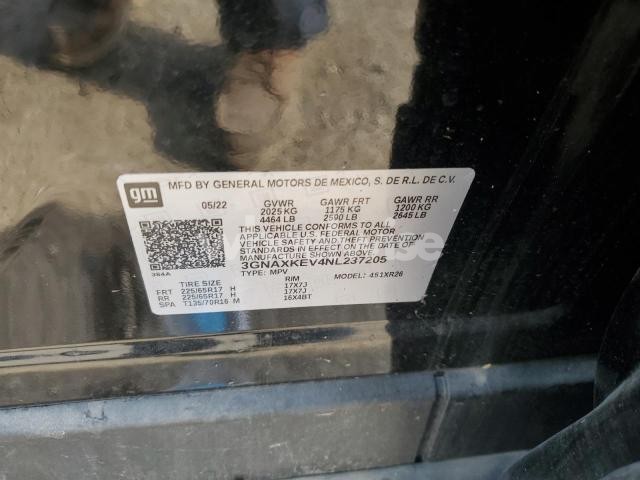 gm
MFD BY GENERAL MOTORS DE MEXICO, S. DE R.L. DE C.V.
05/22 GVWR GAWR FRT GAWR RR
2025 KG 1175 KG 1200 KG
4464 LB 2590 LB 2645 LB
THIS VEHICLE CONFORMS TO ALL
APPLICABLE U.S. FEDERAL MOTOR
VEHICLE SAFETY AND THEFT PREVENTION
STANDARDS IN EFFECT ON THE DATE OF
MANUFACTURE SHOWN ABOVE.
3GNAXKEV4NL237205
TYPE: MPV MODEL: 451XR26
384A
TIRE SIZE RIM
FRT 225/65R17 H 17X7J
RR 225/65R17 H 17X7J
SPA T135/70R16 M 16X4BT